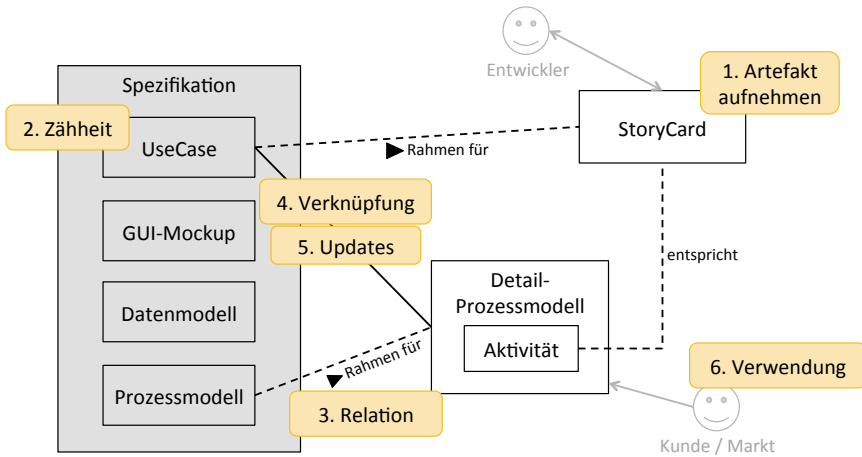 Entwickler
1. Artefakt
aufnehmen
Spezifikation
2. Zähheit
UseCase
StoryCard
Rahmen für
4. Verknüpfung
GUI-Mockup
5. Updates
entspricht
Detail-
Prozessmodell
Datenmodell
Aktivität
Rahmen für
6. Verwendung
Prozessmodell
3. Relation
Kunde / Markt